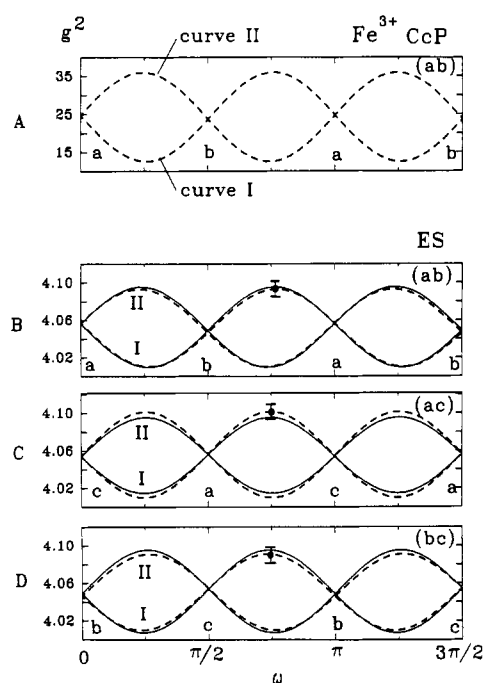 g² Fe³⁺ CcP
curve II
(ab)
35
25
15
A
a b a b
curve I
ES
(ab)
4.10
4.06
4.02
B
II
I
a b a b
(ac)
4.10
4.06
4.02
C
II
I
c a c a
(bc)
4.10
4.06
4.02
D
II
I
b c b c
0 π/2 π 3π/2
ω